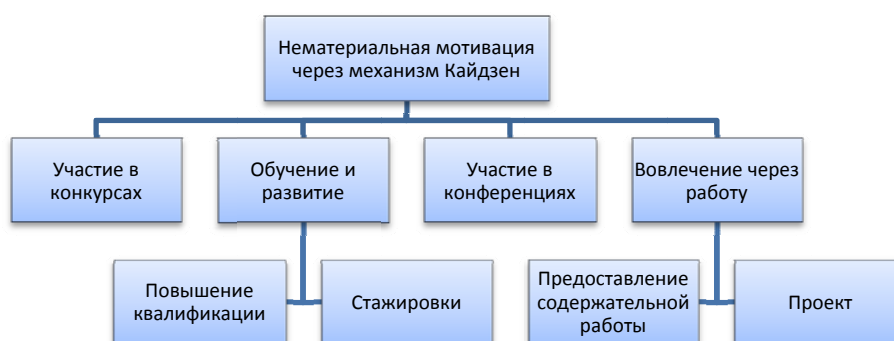 Нематериальная мотивация
через механизм Кайдзен
Участие в
конкурсах
Обучение и
развитие
Участие в
конференциях
Вовлечение через
работу
Повышение
квалификации
Стажировки
Предоставление
содержательной
работы
Проект